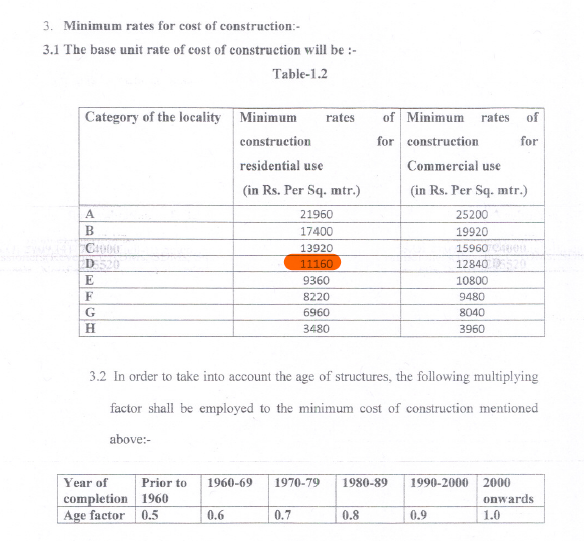 3. Minimum rates for cost of construction:-
3.1 The base unit rate of cost of construction will be :-
Table-1.2
Category of the locality Minimum rates of construction for residential use (in Rs. Per Sq. mtr.) Minimum rates of construction for Commercial use (in Rs. Per Sq. mtr.)
A 21960 25200
B 17400 19920
C 13920 15960
D 11160 12840
E 9360 10800
F 8220 9480
G 6960 8040
H 3480 3960
3.2 In order to take into account the age of structures, the following multiplying
factor shall be employed to the minimum cost of construction mentioned
above:-
Year of completion Prior to 1960 1960-69 1970-79 1980-89 1990-2000 2000 onwards
Age factor 0.5 0.6 0.7 0.8 0.9 1.0